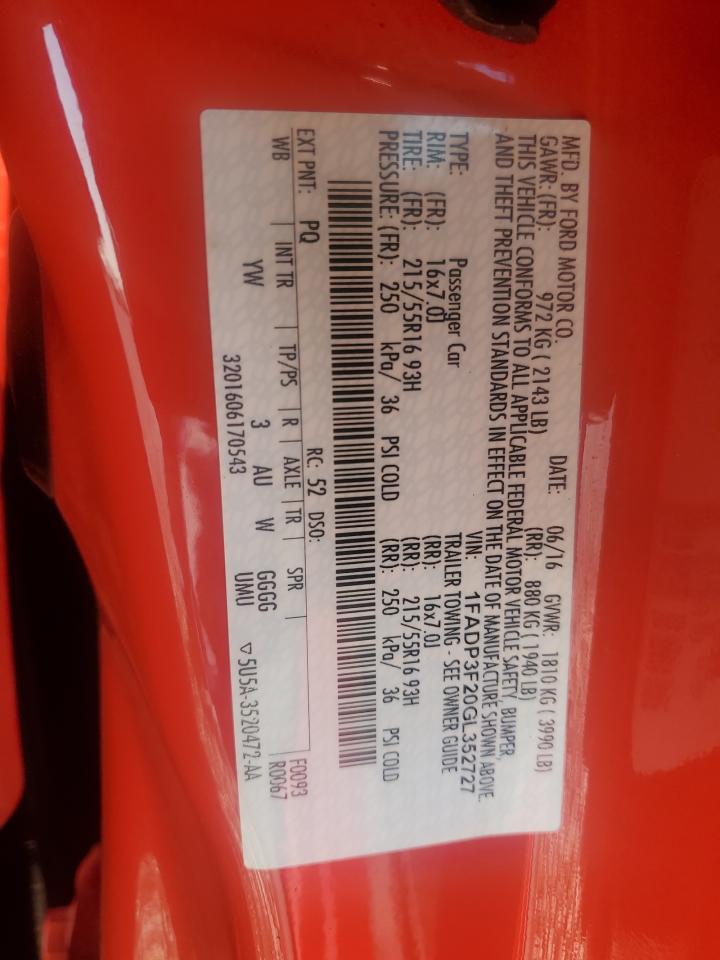 MFD. BY FORD MOTOR CO. DATE: 06/16 GVWR: 1810 KG ( 3990 LB)
GAWR: (FR): 972 KG ( 2143 LB) (RR): 880 KG ( 1940 LB)
THIS VEHICLE CONFORMS TO ALL APPLICABLE FEDERAL MOTOR VEHICLE SAFETY, BUMPER,
AND THEFT PREVENTION STANDARDS IN EFFECT ON THE DATE OF MANUFACTURE SHOWN ABOVE.
VIN: 1FADP3F20GL352727
TYPE: Passenger Car TRAILER TOWING - SEE OWNER GUIDE
RIM: (FR): 16x7.0J (RR): 16x7.0J
TIRE: (FR): 215/55R16 93H (RR): 215/55R16 93H
PRESSURE: (FR): 250 kPa/ 36 PSI COLD (RR): 250 kPa/ 36 PSI COLD
EXT PNT: PQ RC: 52 DSO: F0093
WB | INT TR | TP/PS | R | AXLE | TR | SPR R0067
YW 3 AU W GGGG
3201606170543 UMU ▽5U5A-3520472-AA